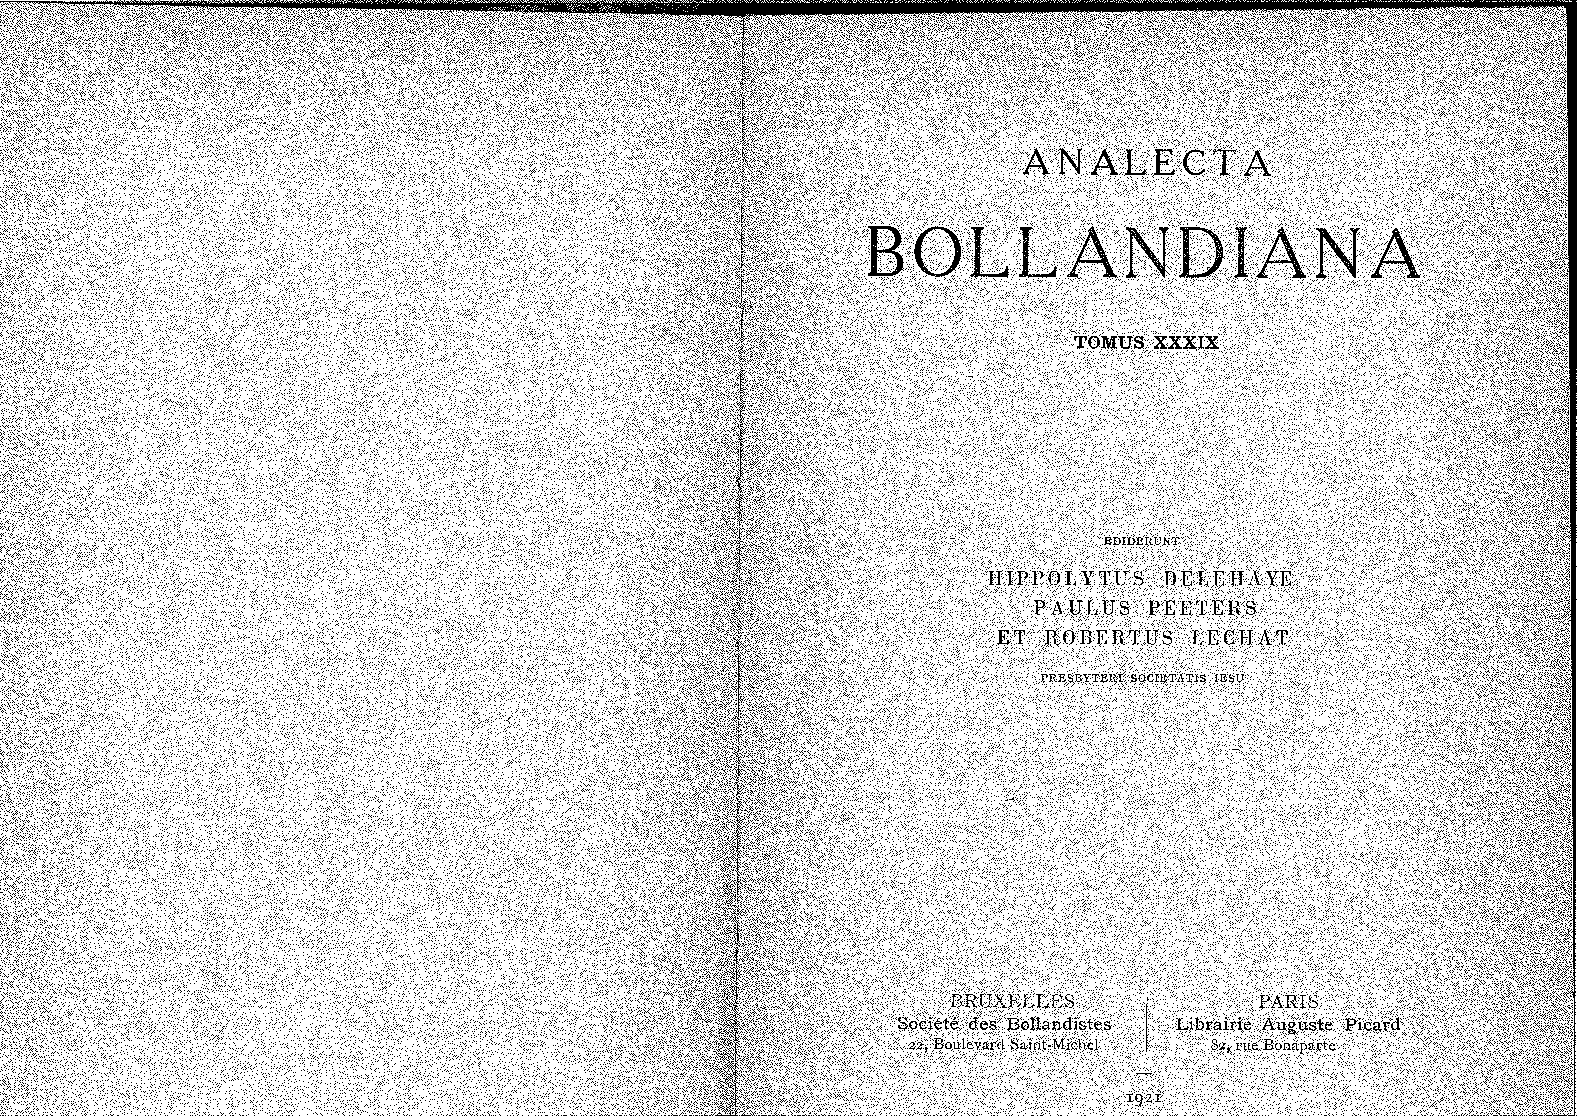 ANALECTA
BOLLANDIANA
TOMUS XXXIX
EDIDERUNT
HIPPOLYTUS DELEHAYE
PAULUS PEETERS
ET ROBERTUS LECHAT
PRESBYTERI SOCIETATIS IESU
BRUXELLES
Société des Bollandistes
22, Boulevard Saint-Michel
PARIS
Librairie Auguste Picard
82, rue Bonaparte
1921